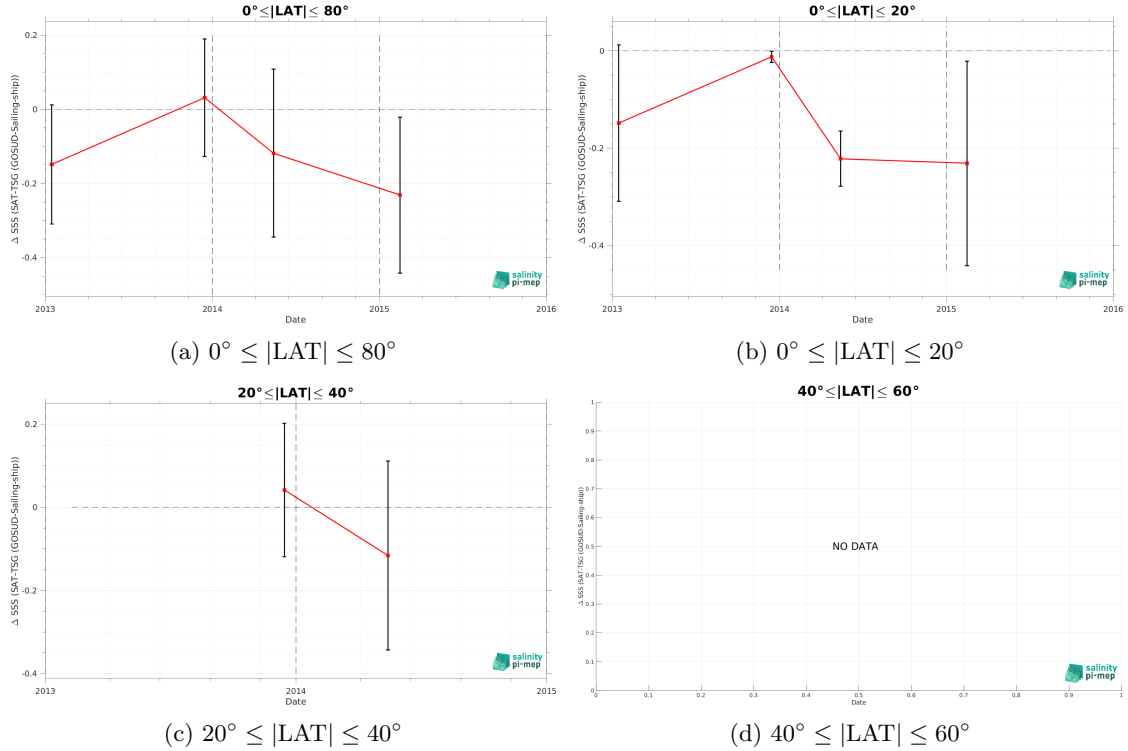 0°≤|LAT|≤ 80°
0.2
0
-0.2
-0.4
Δ SSS (SAT-TSG (GOSUD-Sailing-ship))
2013
2014
2015
2016
Date
salinity
pi-mep
(a) 0° ≤ |LAT| ≤ 80°
0°≤|LAT|≤ 20°
0
-0.2
-0.4
Δ SSS (SAT-TSG (GOSUD-Sailing-ship))
2013
2014
2015
2016
Date
salinity
pi-mep
(b) 0° ≤ |LAT| ≤ 20°
20°≤|LAT|≤ 40°
0.2
0
-0.2
-0.4
Δ SSS (SAT-TSG (GOSUD-Sailing-ship))
2013
2014
2015
Date
salinity
pi-mep
(c) 20° ≤ |LAT| ≤ 40°
40°≤|LAT|≤ 60°
1
0.9
0.8
0.7
0.6
0.5
0.4
0.3
0.2
0.1
0
Δ SSS (SAT-TSG (GOSUD-Sailing-ship))
NO DATA
0
0.1
0.2
0.3
0.4
0.5
0.6
0.7
0.8
0.9
1
Date
salinity
pi-mep
(d) 40° ≤ |LAT| ≤ 60°